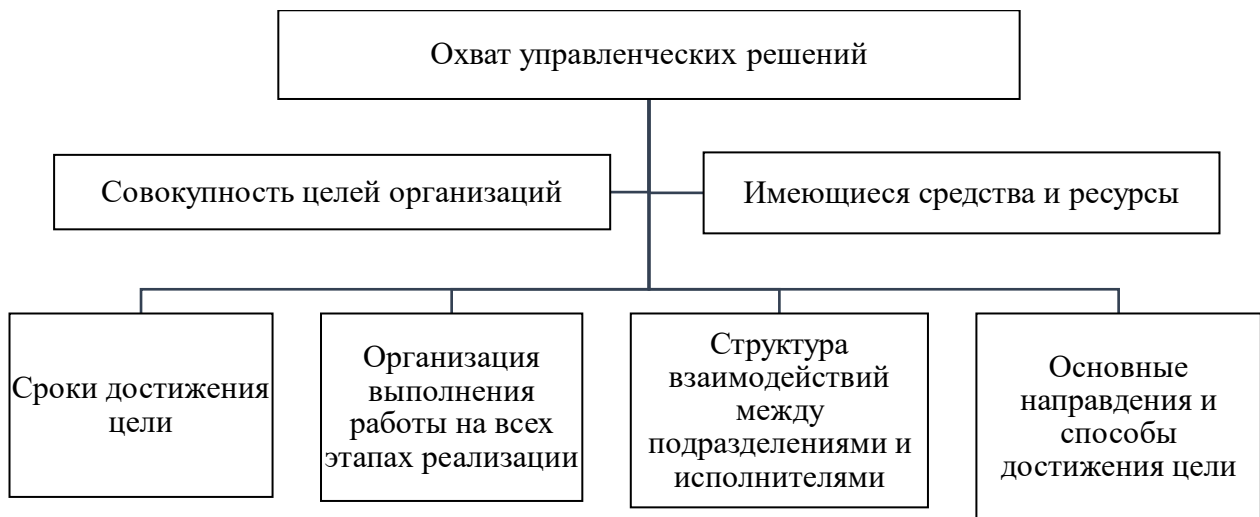 Охват управленческих решений
Совокупность целей организаций
Имеющиеся средства и ресурсы
Сроки достижения
цели
Организация
выполнения
работы на всех
этапах реализации
Структура
взаимодействий
между
подразделениями и
исполнителями
Основные
направдения и
способы
достижения цели